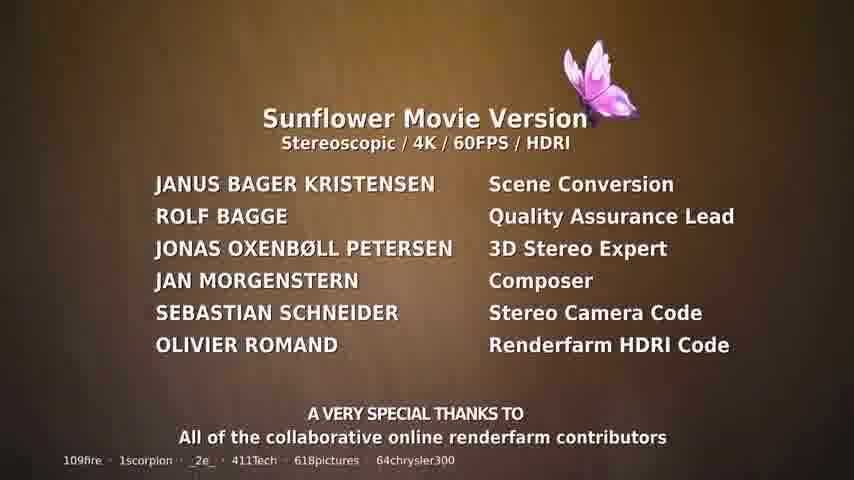 Sunflower Movie Version
Stereoscopic / 4K / 60FPS / HDRI
JANUS BAGER KRISTENSEN Scene Conversion
ROLF BAGGE Quality Assurance Lead
JONAS OXENBØLL PETERSEN 3D Stereo Expert
JAN MORGENSTERN Composer
SEBASTIAN SCHNEIDER Stereo Camera Code
OLIVIER ROMAND Renderfarm HDRI Code
A VERY SPECIAL THANKS TO
All of the collaborative online renderfarm contributors
109fire · 1scorpion · _2e_ · 411Tech · 618pictures · 64chrysler300